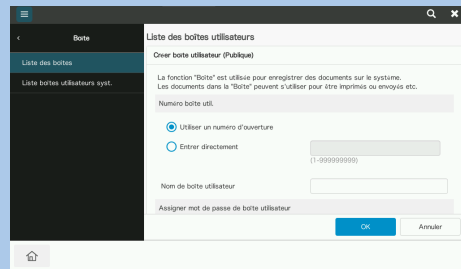 Boîte
Liste des boîtes utilisateurs
Liste des boîtes
Liste boîtes utilisateurs syst.
Créer boîte utilisateur (Publique)
La fonction "Boîte" est utilisée pour enregistrer des documents sur le système.
Les documents dans la "Boîte" peuvent s'utiliser pour être imprimés ou envoyés etc.
Numéro boîte util.
Utiliser un numéro d'ouverture
Entrer directement
(1-999999999)
Nom de boîte utilisateur
Assigner mot de passe de boîte utilisateur
OK
Annuler